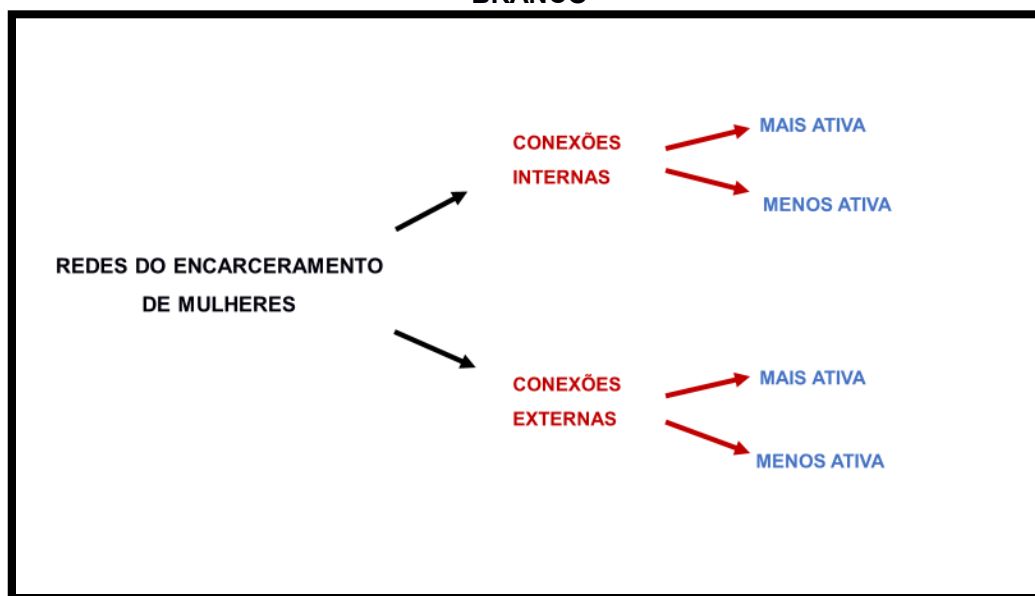 CONEXÕES
INTERNAS
MAIS ATIVA
MENOS ATIVA
REDES DO ENCARCERAMENTO
DE MULHERES
CONEXÕES
EXTERNAS
MAIS ATIVA
MENOS ATIVA